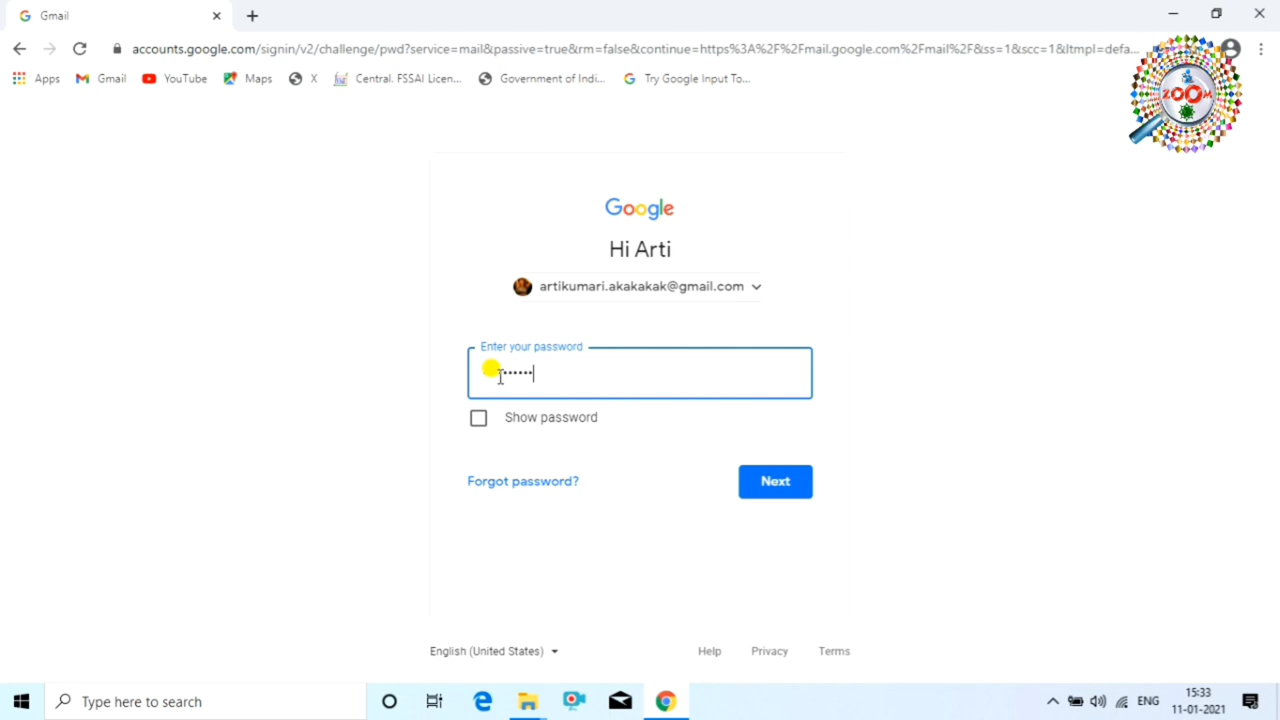 Gmail
accounts.google.com/signin/v2/challenge/pwd?service=mail&passive=true&rm=false&continue=https%3A%2F%2Fmail.google.com%2Fmail%2F&ss=1&scc=1&ltmpl=defa...
Apps Gmail YouTube Maps X Central. FSSAI Licen... Government of Indi... Try Google Input To...
ZOOM
Google
Hi Arti
artikumari.akakakak@gmail.com
Enter your password
Show password
Forgot password? Next
English (United States) Help Privacy Terms
Type here to search ENG 15:33
11-01-2021